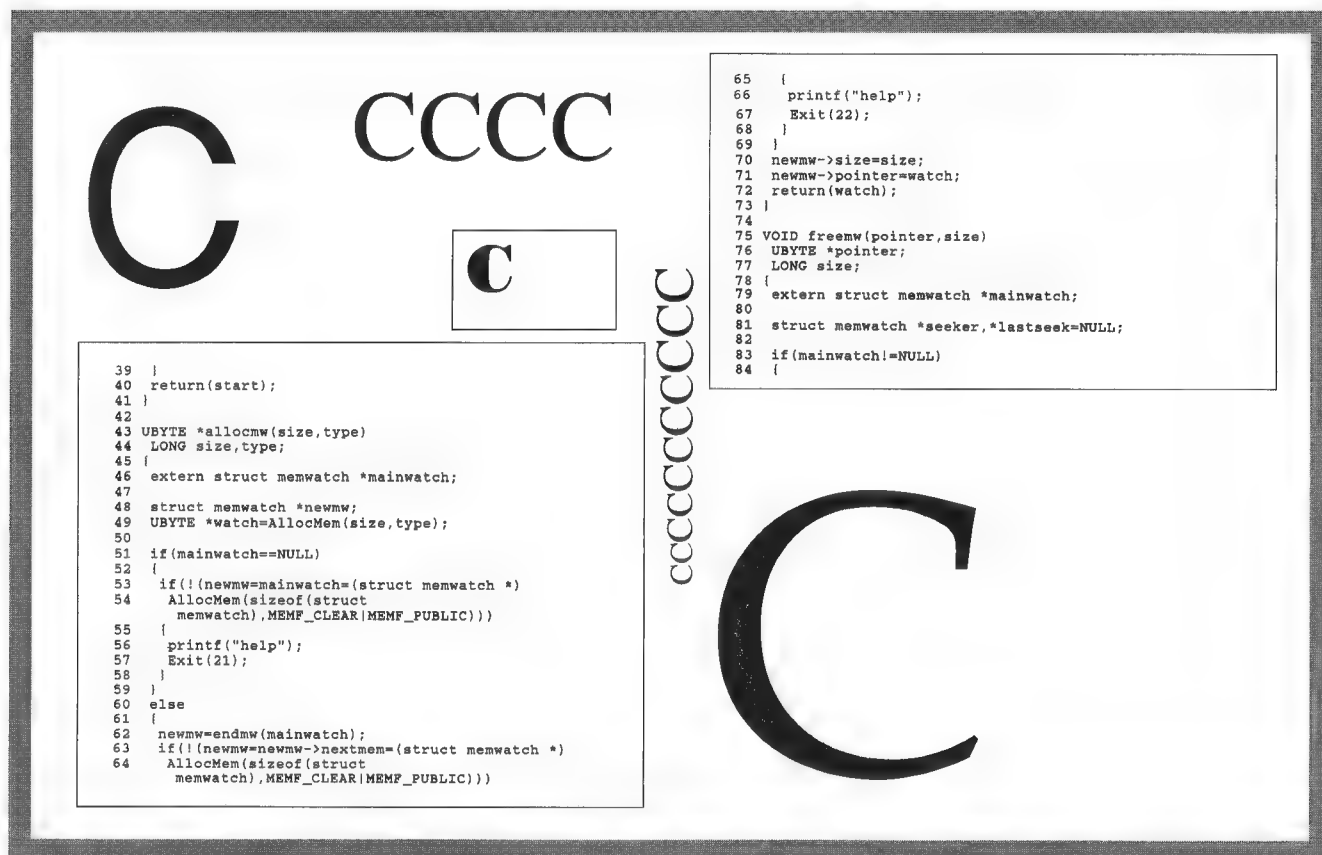 C
CCCC
C
39 }
40 return(start);
41 }
42
43 UBYTE *allocmw(size,type)
44 LONG size,type;
45 {
46 extern struct memwatch *mainwatch;
47
48 struct memwatch *newmw;
49 UBYTE *watch=AllocMem(size,type);
50
51 if(mainwatch==NULL)
52 {
53 if(!(newmw=mainwatch=(struct memwatch *)
54 AllocMem(sizeof(struct
memwatch),MEMF_CLEAR|MEMF_PUBLIC)))
55 {
56 printf("help");
57 Exit(21);
58 }
59 }
60 else
61 {
62 newmw=endmw(mainwatch);
63 if(!(newmw=newmw->nextmem=(struct memwatch *)
64 AllocMem(sizeof(struct
memwatch),MEMF_CLEAR|MEMF_PUBLIC)))
CCCCCCCCCCC
65 {
66 printf("help");
67 Exit(22);
68 }
69 }
70 newmw->size=size;
71 newmw->pointer=watch;
72 return(watch);
73 }
74
75 VOID freemw(pointer,size)
76 UBYTE *pointer;
77 LONG size;
78 {
79 extern struct memwatch *mainwatch;
80
81 struct memwatch *seeker,*lastseek=NULL;
82
83 if(mainwatch!=NULL)
84 {
C